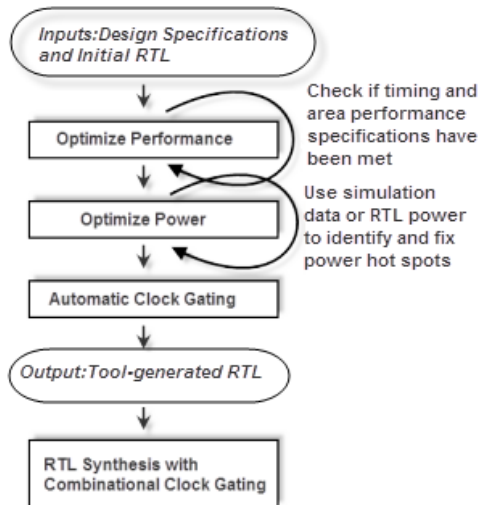 Inputs:Design Specifications
and Initial RTL
Check if timing and
area performance
specifications have
been met
Optimize Performance
Use simulation
data or RTL power
to identify and fix
power hot spots
Optimize Power
Automatic Clock Gating
Output:Tool-generated RTL
RTL Synthesis with
Combinational Clock Gating